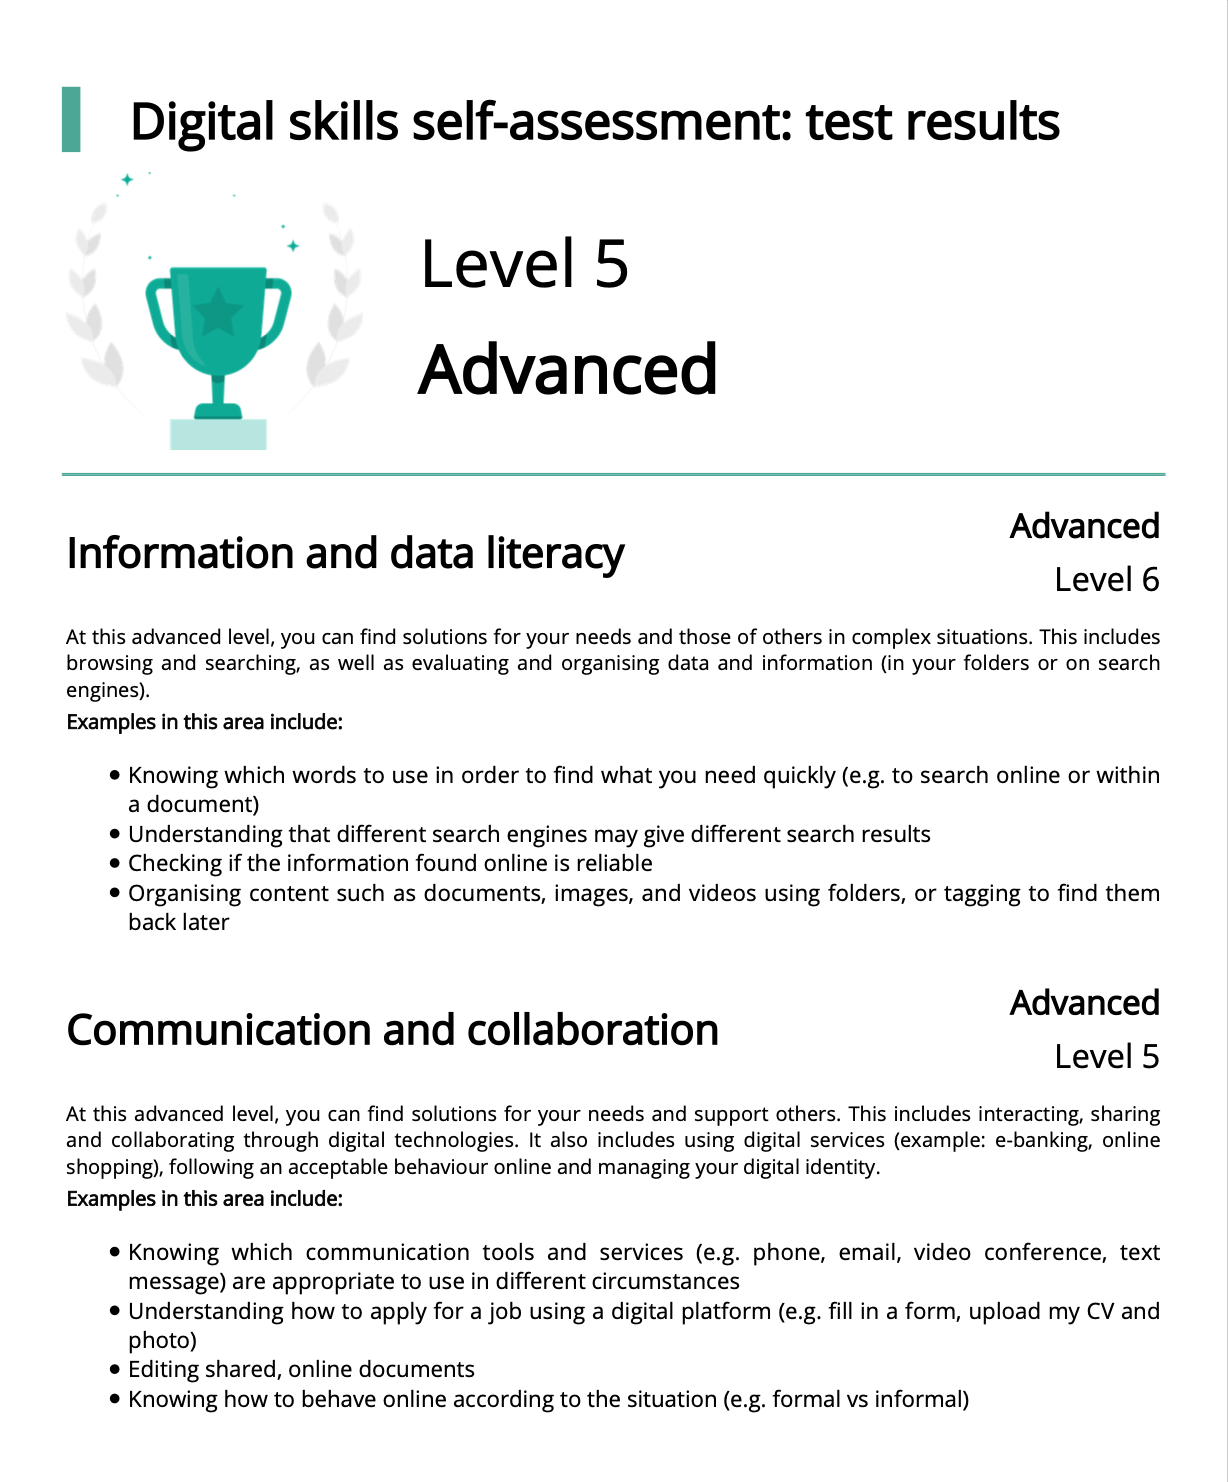 Digital skills self-assessment: test results
Level 5
Advanced
Information and data literacy
Advanced
Level 6
At this advanced level, you can find solutions for your needs and those of others in complex situations. This includes
browsing and searching, as well as evaluating and organising data and information (in your folders or on search
engines).
Examples in this area include:
• Knowing which words to use in order to find what you need quickly (e.g. to search online or within
a document)
• Understanding that different search engines may give different search results
• Checking if the information found online is reliable
• Organising content such as documents, images, and videos using folders, or tagging to find them
back later
Communication and collaboration
Advanced
Level 5
At this advanced level, you can find solutions for your needs and support others. This includes interacting, sharing
and collaborating through digital technologies. It also includes using digital services (example: e-banking, online
shopping), following an acceptable behaviour online and managing your digital identity.
Examples in this area include:
• Knowing which communication tools and services (e.g. phone, email, video conference, text
message) are appropriate to use in different circumstances
• Understanding how to apply for a job using a digital platform (e.g. fill in a form, upload my CV and
photo)
• Editing shared, online documents
• Knowing how to behave online according to the situation (e.g. formal vs informal)